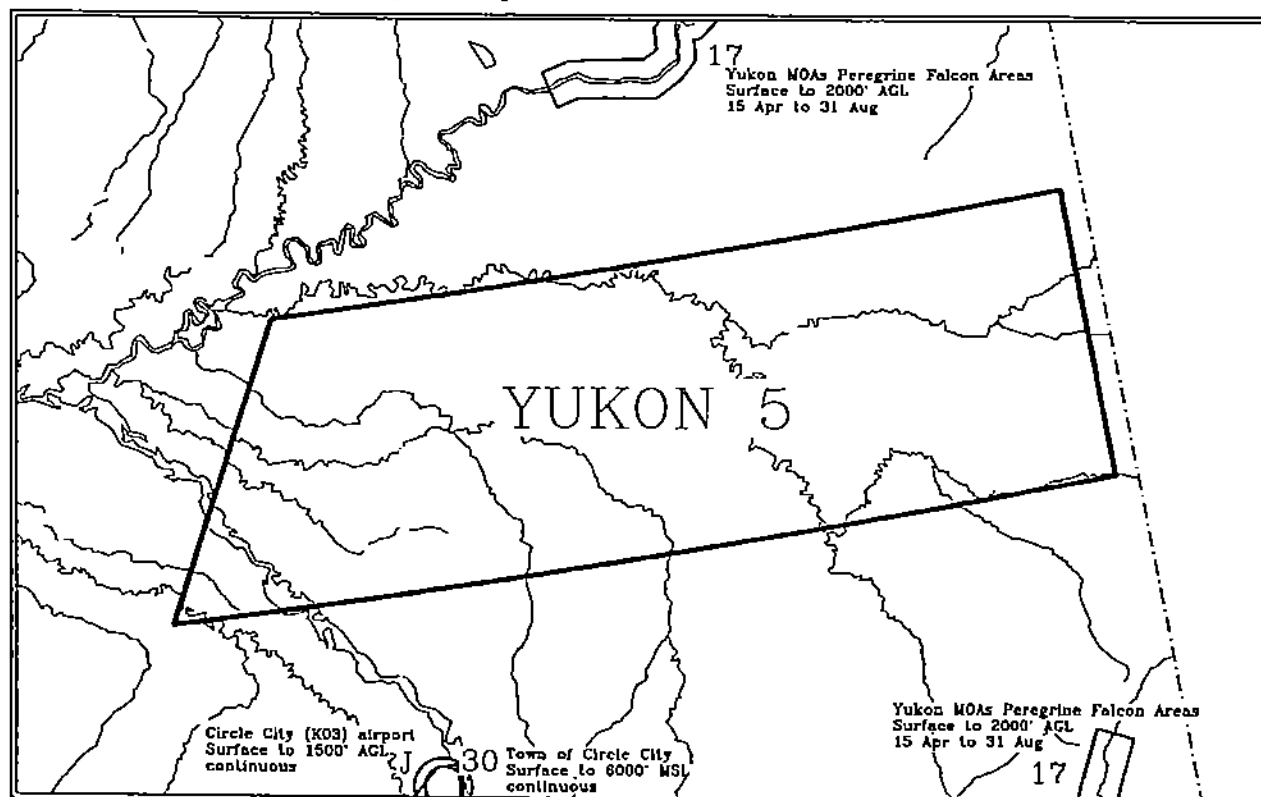 17
Yukon MOAs Peregrine Falcon Areas
Surface to 2000' AGL
15 Apr to 31 Aug
YUKON 5
Yukon MOAs Peregrine Falcon Areas
Surface to 2000' AGL
15 Apr to 31 Aug
17
Circle City (K03) airport
Surface to 1500' AGL
continuous
J
30
Town of Circle City
Surface to 6000' MSL
continuous